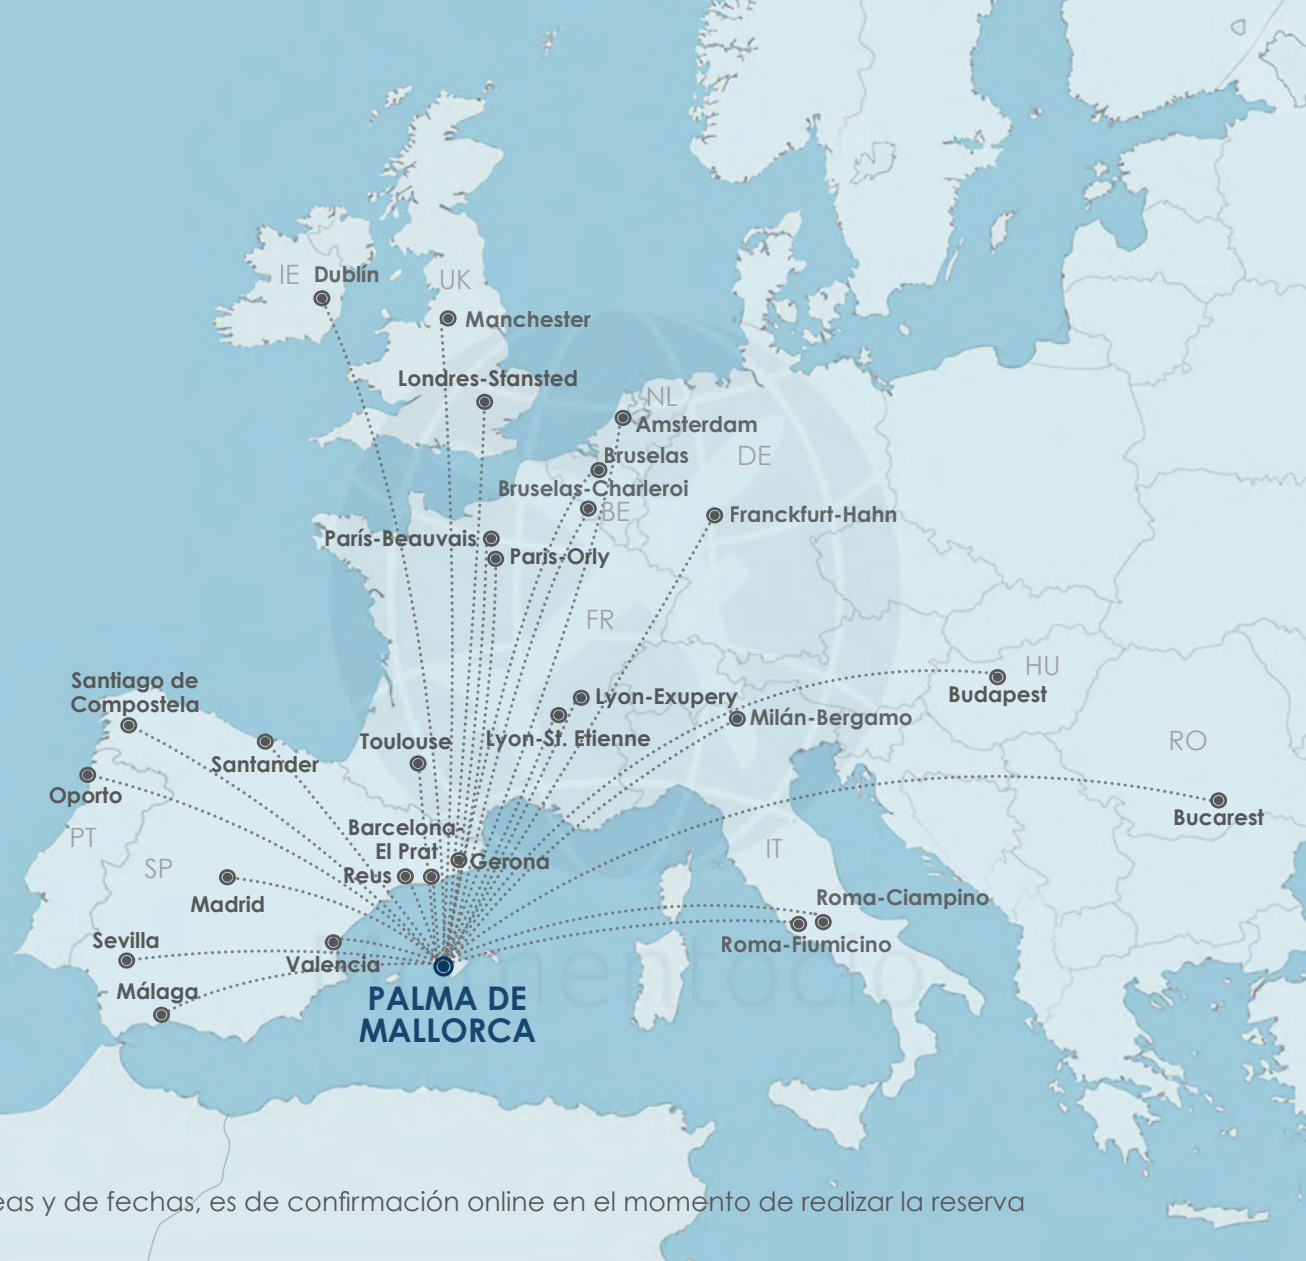 IE
Dublín
UK
Manchester
Londres-Stansted
NL
Amsterdam
Bruselas
DE
Bruselas-Charleroi
BE
Franckfurt-Hahn
París-Beauvais
Paris-Orly
FR
HU
Budapest
Santiago de
Compostela
Lyon-Exupery
Milán-Bergamo
Lyon-St. Etienne
Toulouse
RO
Santander
Oporto
Bucarest
PT
Barcelona-
El Prat
IT
SP
Gerona
Reus
Madrid
Roma-Ciampino
Sevilla
Roma-Fiumicino
Valencia
Málaga
PALMA DE
MALLORCA
eas y de fechas, es de confirmación online en el momento de realizar la reserva